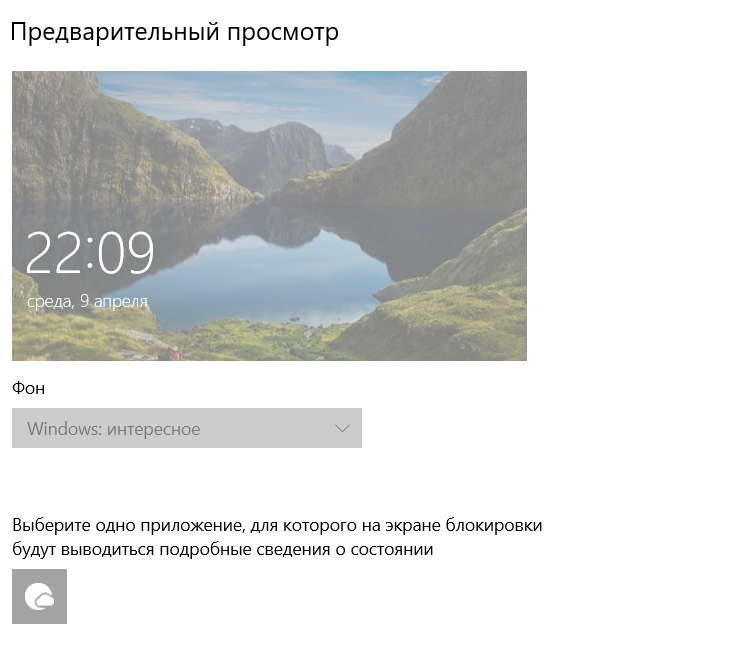 Предварительный просмотр
22:09
среда, 9 апреля
Фон
Windows: интересное
Выберите одно приложение, для которого на экране блокировки
будут выводиться подробные сведения о состоянии